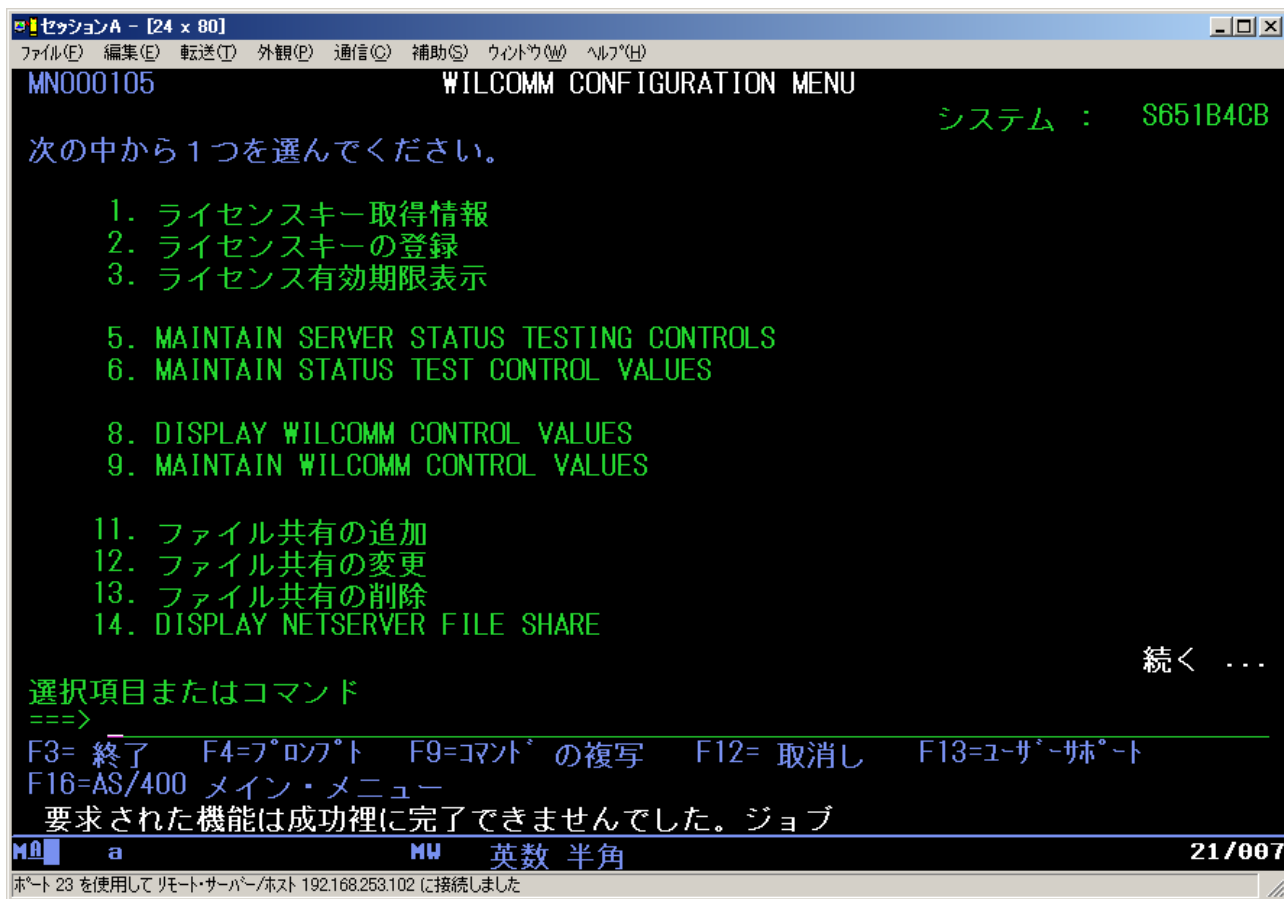 セッションA - [24 x 80]
ファイル(F) 編集(E) 転送(T) 外観(P) 通信(C) 補助(S) ウィンドウ(W) ヘルプ(H)
MN000105 WILCOMM CONFIGURATION MENU
システム : S651B4CB
次の中から1つを選んでください。
1. ライセンスキー取得情報
2. ライセンスキーの登録
3. ライセンス有効期限表示
5. MAINTAIN SERVER STATUS TESTING CONTROLS
6. MAINTAIN STATUS TEST CONTROL VALUES
8. DISPLAY WILCOMM CONTROL VALUES
9. MAINTAIN WILCOMM CONTROL VALUES
11. ファイル共有の追加
12. ファイル共有の変更
13. ファイル共有の削除
14. DISPLAY NETSERVER FILE SHARE
続く ...
選択項目またはコマンド
===>
F3= 終了 F4=プロンプト F9=コマンド の複写 F12= 取消し F13=ユーザーサポート
F16=AS/400 メイン・メニュー
要求された機能は成功裡に完了できませんでした。ジョブ
MA a MW 英数 半角 21/007
ポート 23 を使用して リモート・サーバー/ホスト 192.168.253.102 に接続しました